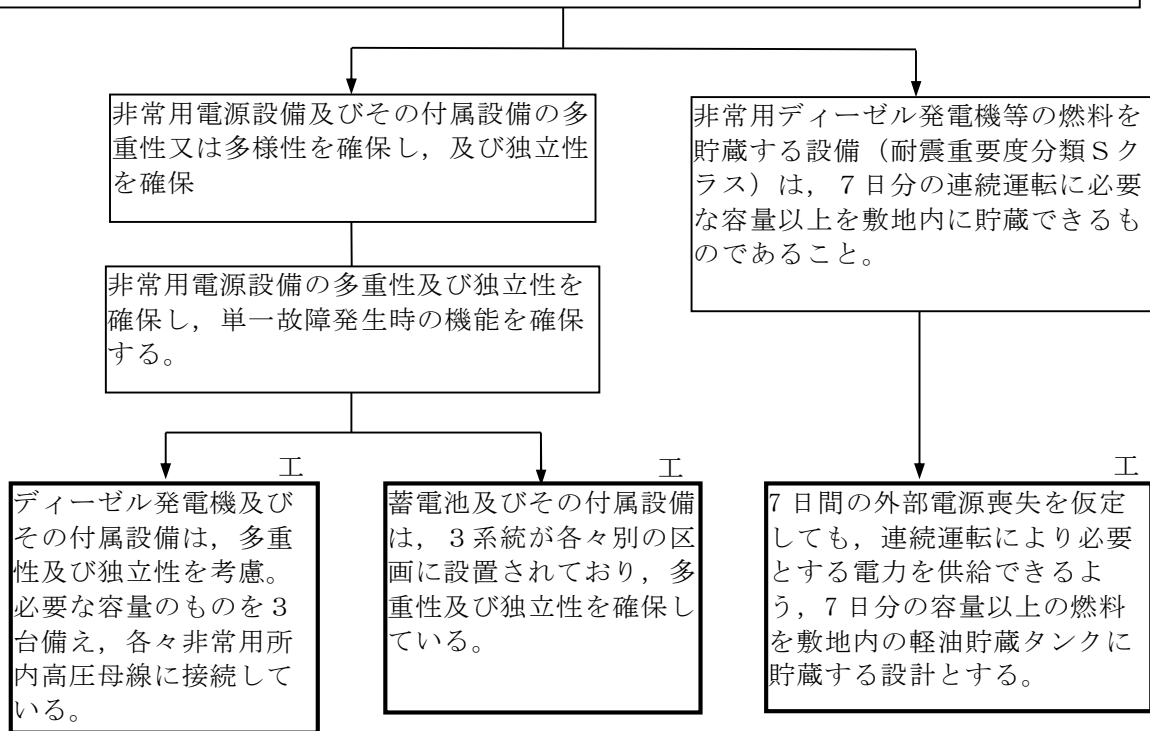 非常用電源設備及びその付属設備の多
重性又は多様性を確保し，及び独立性
を確保
非常用ディーゼル発電機等の燃料を
貯蔵する設備（耐震重要度分類Ｓク
ラス）は，７日分の連続運転に必要
な容量以上を敷地内に貯蔵できるも
のであること。
非常用電源設備の多重性及び独立性を
確保し，単一故障発生時の機能を確保
する。
工
ディーゼル発電機及び
その付属設備は，多重
性及び独立性を考慮。
必要な容量のものを３
台備え，各々非常用所
内高圧母線に接続して
いる。
工
蓄電池及びその付属設備
は，３系統が各々別の区
画に設置されており，多
重性及び独立性を確保し
ている。
工
7 日間の外部電源喪失を仮定
しても，連続運転により必要
とする電力を供給できるよ
う，7 日分の容量以上の燃料
を敷地内の軽油貯蔵タンクに
貯蔵する設計とする。